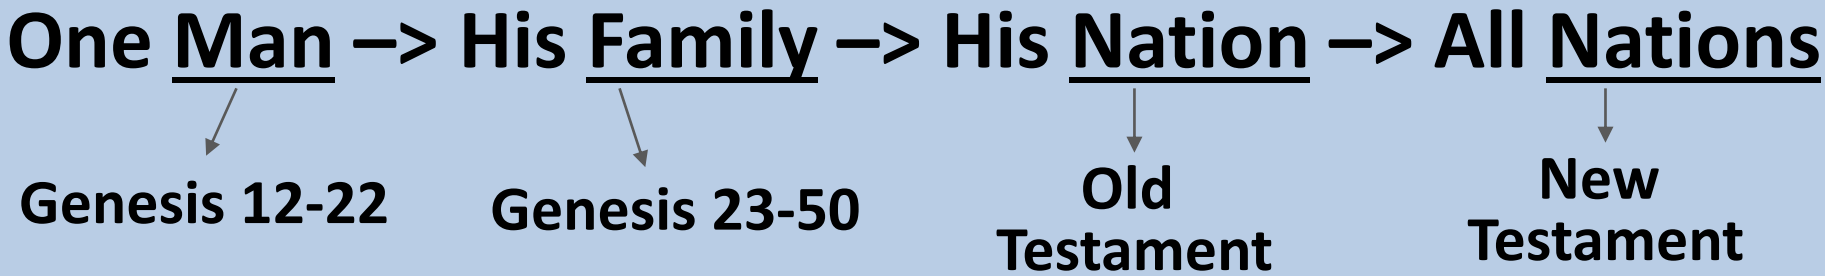 One Man –> His Family –> His Nation –> All Nations
Genesis 12-22
Genesis 23-50
Old
Testament
New
Testament